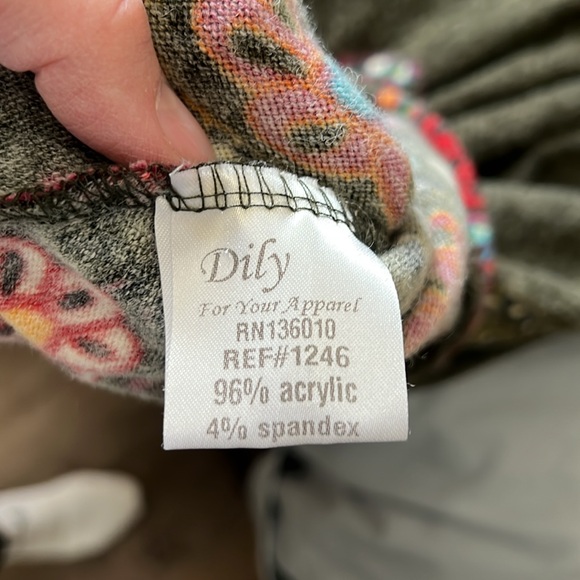 Dily
For Your Apparel
RN136010
REF#1246
96% acrylic
4% spandex